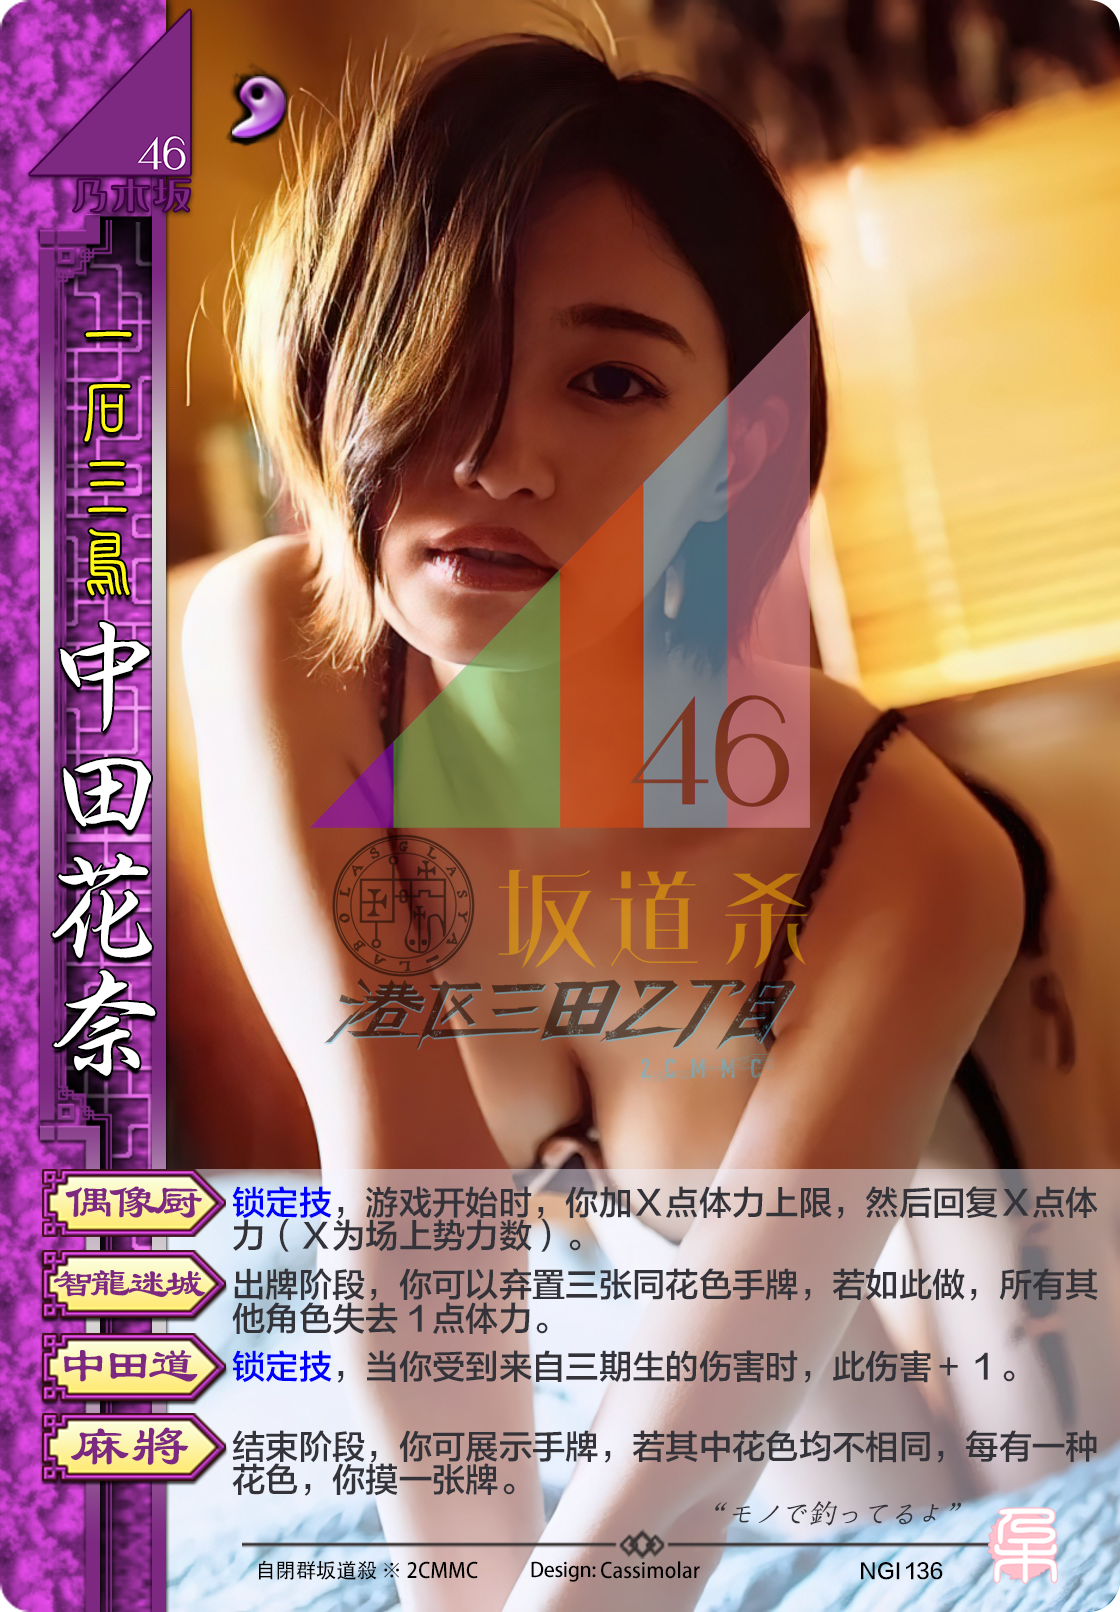 46
乃木坂
一石三鳥
中田花奈
46
GLASYA-LABOLAS
坂道杀
港区三田2丁目
2CMMC
偶像厨
锁定技，游戏开始时，你加X点体力上限，然后回复X点体
力（X为场上势力数）。
智龍迷城
出牌阶段，你可以弃置三张同花色手牌，若如此做，所有其
他角色失去1点体力。
中田道
锁定技，当你受到来自三期生的伤害时，此伤害+1。
麻將
结束阶段，你可展示手牌，若其中花色均不相同，每有一种
花色，你摸一张牌。
“モノで釣ってるよ”
自閉群坂道殺 ※ 2CMMC
Design: Cassimolar
NGI136